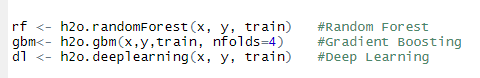 rf <- h2o.randomForest(x, y, train)   #Random Forest
gbm<- h2o.gbm(x,y,train, nfolds=4)    #Gradient Boosting
dl <- h2o.deeplearning(x, y, train)   #Deep Learning